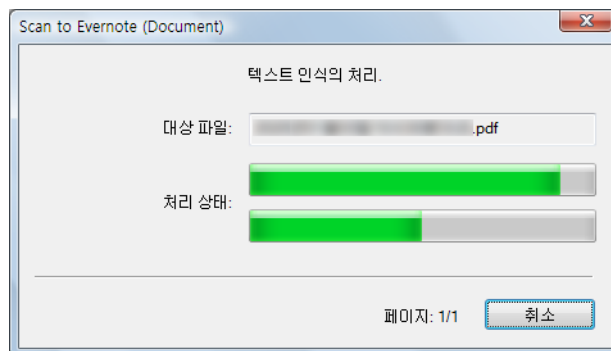 Scan to Evernote (Document)
텍스트 인식의 처리.
대상 파일: .pdf
처리 상태:
페이지: 1/1 취소